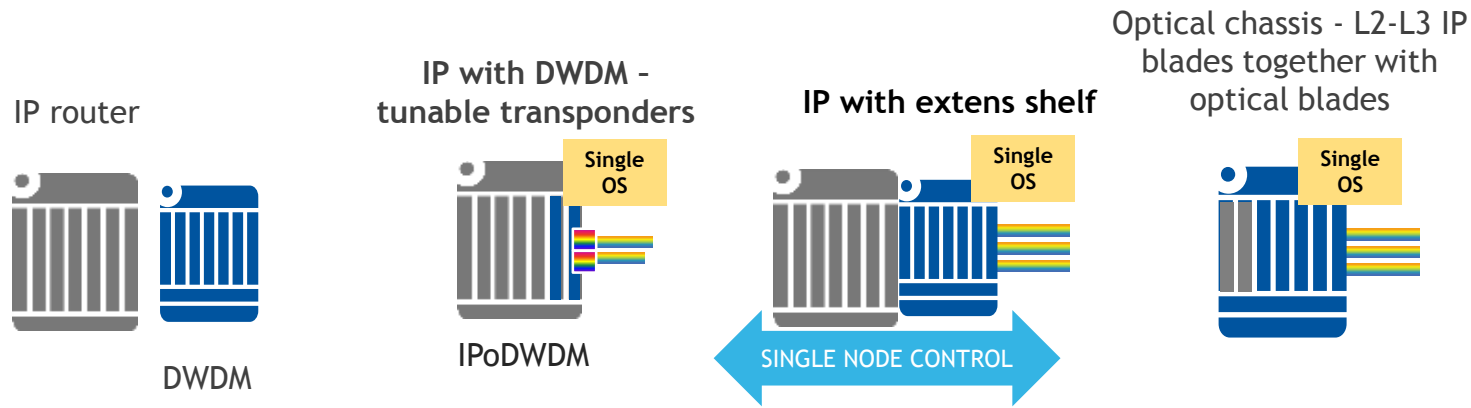 IP router
DWDM
IP with DWDM –
tunable transponders
Single
OS
IPoDWDM
IP with extens shelf
Single
OS
SINGLE NODE CONTROL
Optical chassis - L2-L3 IP
blades together with
optical blades
Single
OS